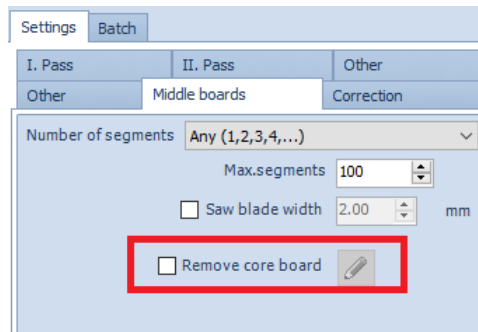 Settings Batch
I. Pass II. Pass Other
Other Middle boards Correction
Number of segments Any (1,2,3,4,...)
Max.segments 100
Saw blade width 2.00 mm
Remove core board